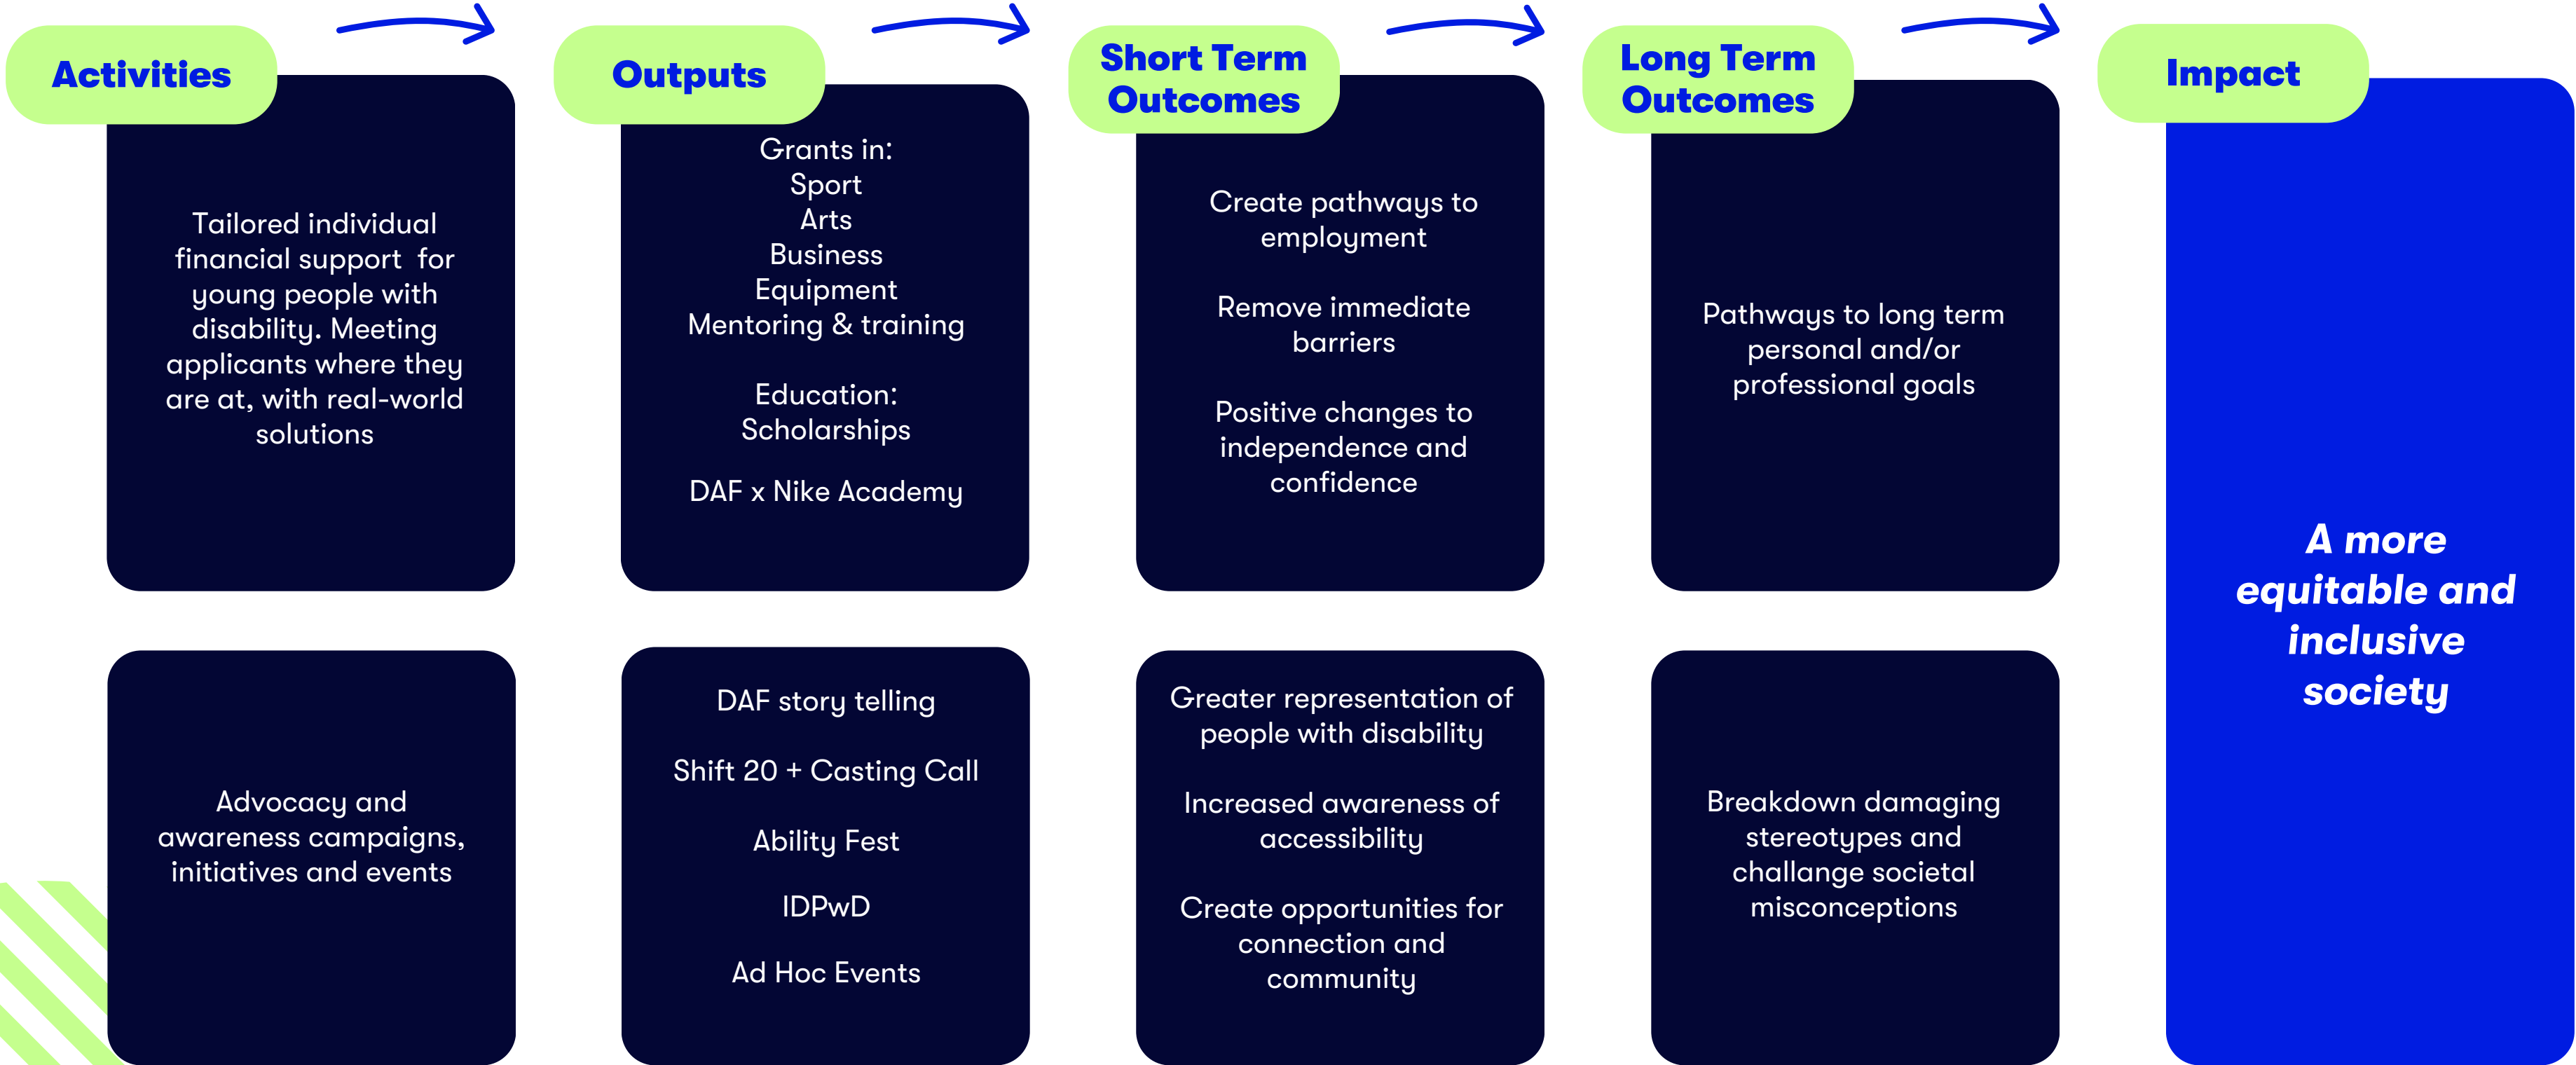 Activities
Tailored individual
financial support for
young people with
disability. Meeting
applicants where they
are at, with real-world
solutions
Advocacy and
awareness campaigns,
initiatives and events
Outputs
Grants in:
Sport
Arts
Business
Equipment
Mentoring & training
Education:
Scholarships
DAF x Nike Academy
DAF story telling
Shift 20 + Casting Call
Ability Fest
IDPwD
Ad Hoc Events
Short Term
Outcomes
Create pathways to
employment
Remove immediate
barriers
Positive changes to
independence and
confidence
Greater representation of
people with disability
Increased awareness of
accessibility
Create opportunities for
connection and
community
Long Term
Outcomes
Pathways to long term
personal and/or
professional goals
Breakdown damaging
stereotypes and
challange societal
misconceptions
Impact
A more
equitable and
inclusive
society